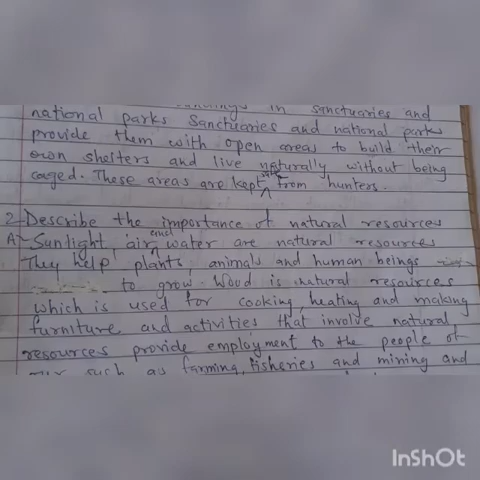 in sanctuaries and
national parks Sanctuaries and national parks
provide them with open areas to build their
own shelters and live naturally without being
caged. These areas are kept safe from hunters.
2- Describe the importance of natural resources
A- Sunlight, air, and water are natural resources
They help plants, animals and human beings
to grow. Wood is natural resources
which is used for cooking, heating, and making
furniture and activities that involve natural
resources provide employment to the people of
such as farming, fisheries and mining and
InShOt